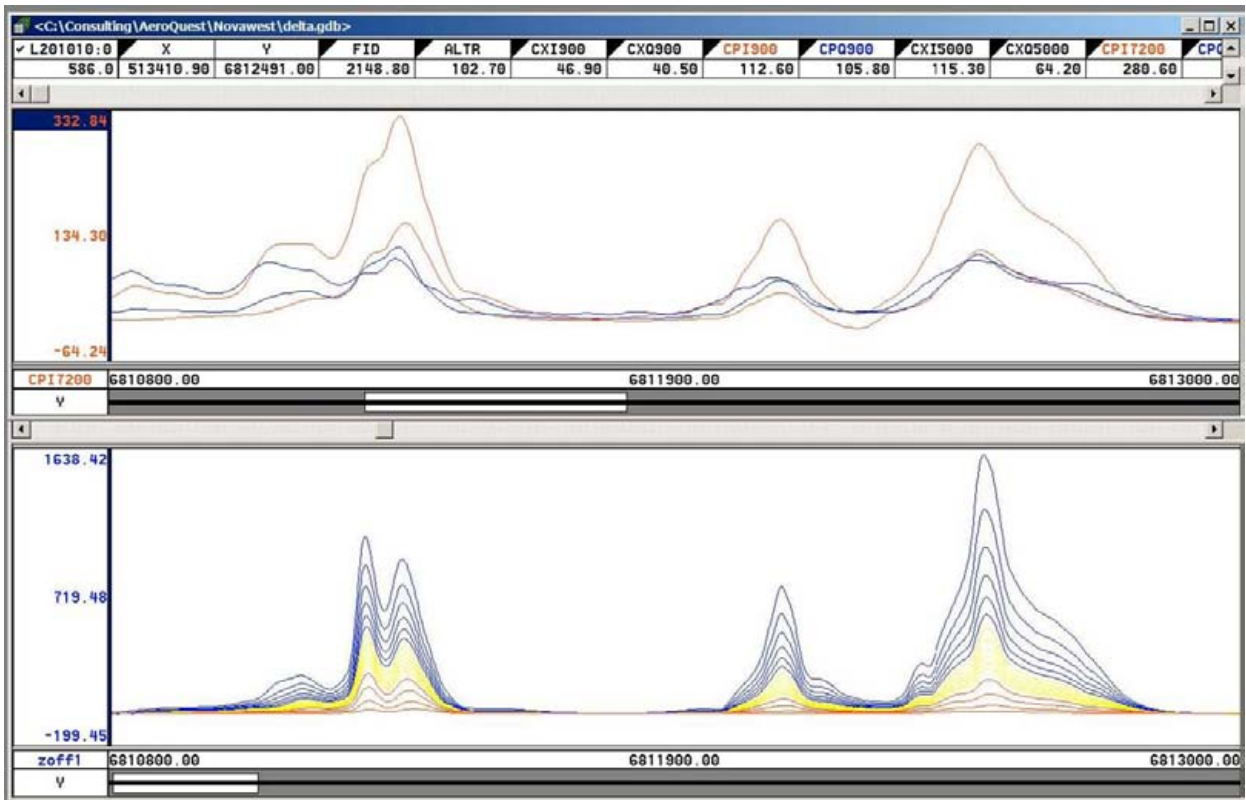 <C:\Consulting\AeroQuest\Novawest\delta.gdb>
✓ L201010:0 X Y FID ALTR CXI900 CXQ900 CPI900 CPQ900 CXI5000 CXQ5000 CPI7200 CPQ
586.0 513410.90 6812491.00 2148.80 102.70 46.90 40.50 112.60 105.80 115.30 64.20 280.60
332.84
134.30
-64.24
CPI7200 6810800.00 6811900.00 6813000.00
Y
1638.42
719.48
-199.45
zoff1 6810800.00 6811900.00 6813000.00
Y